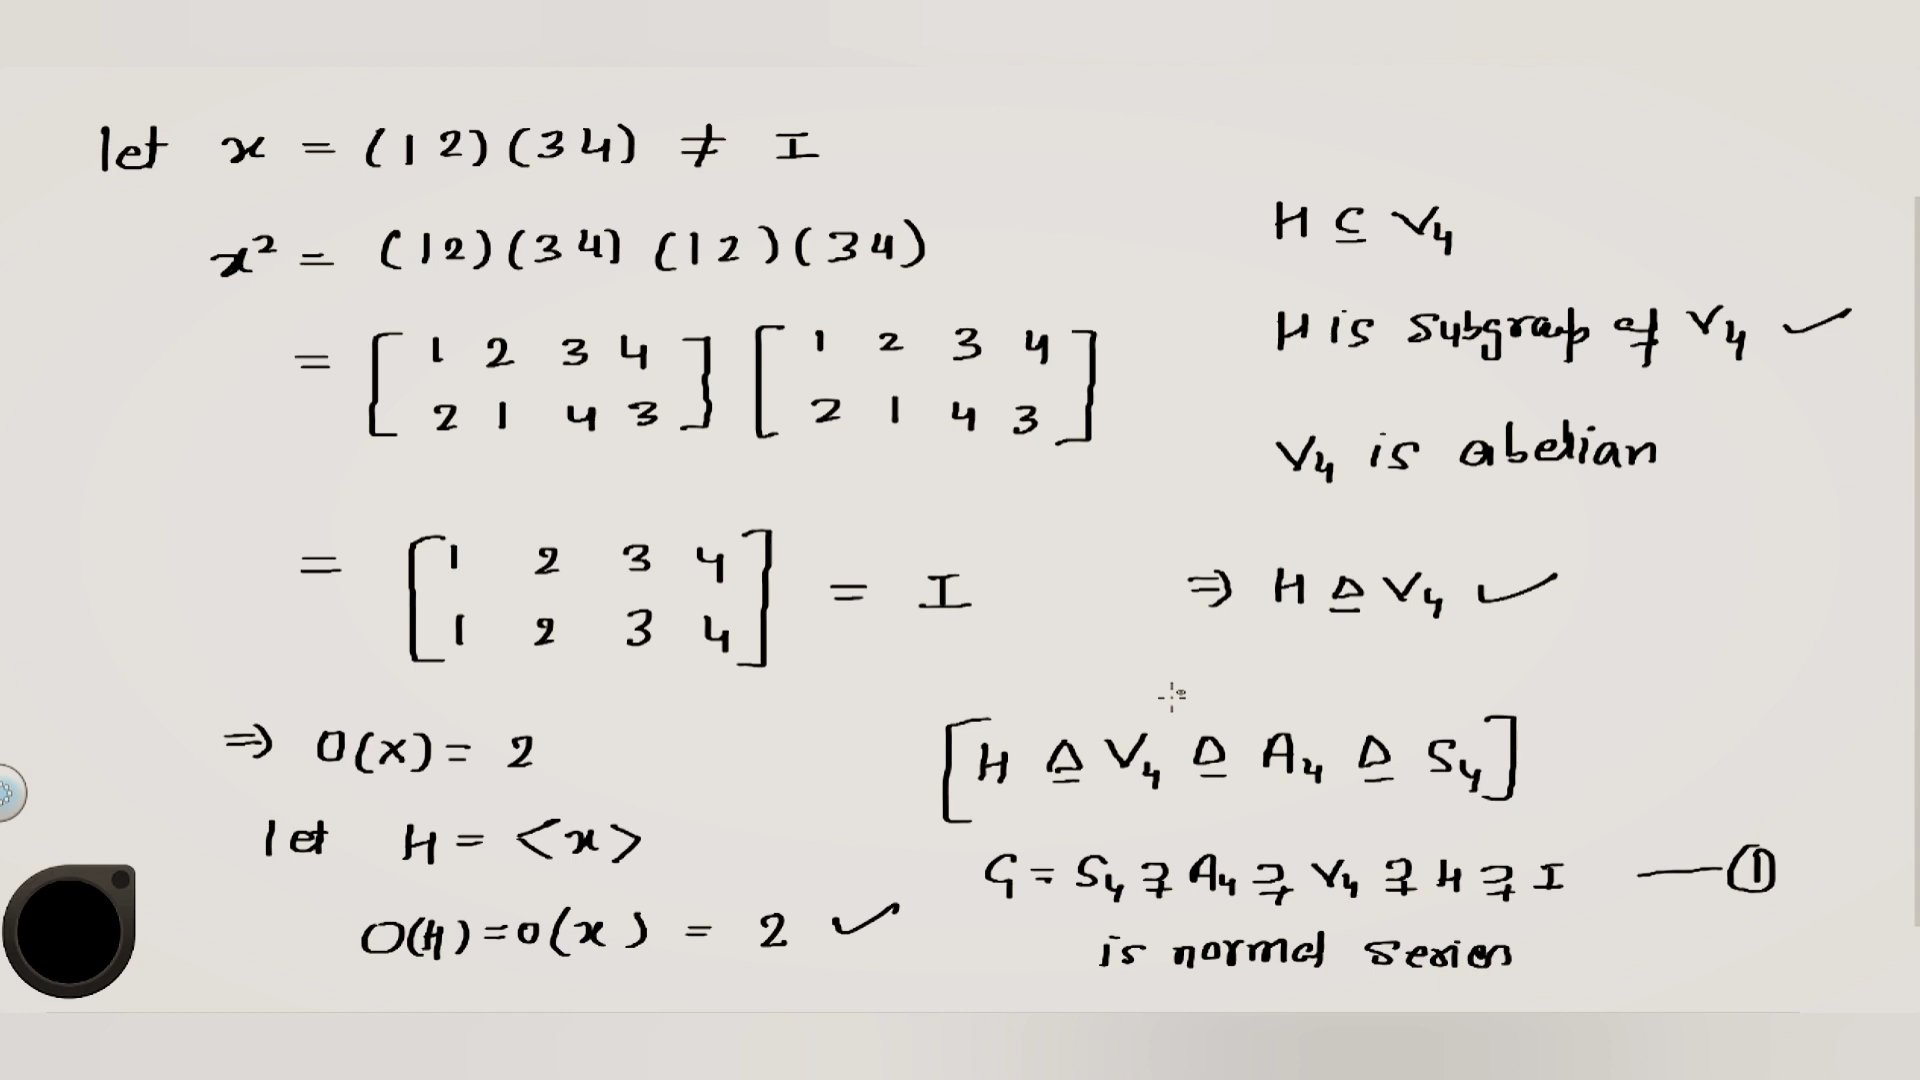 let x = (1 2)(3 4) ≠ I
x² = (1 2)(3 4)(1 2)(3 4)
= [1 2 3 4] [1 2 3 4]
[2 1 4 3] [2 1 4 3]
= [1 2 3 4] = I
[1 2 3 4]
⇒ O(x) = 2
let H = <x>
O(H) = o(x) = 2 ✓
H ⊆ V₄
H is subgrap of V₄ ✓
V₄ is abelian
⇒ H ⊵ V₄ ✓
[H ⊵ V₄ ⊵ A₄ ⊵ S₄]
G = S₄ ⊋ A₄ ⊋ V₄ ⊋ H ⊋ I —①
is normal series